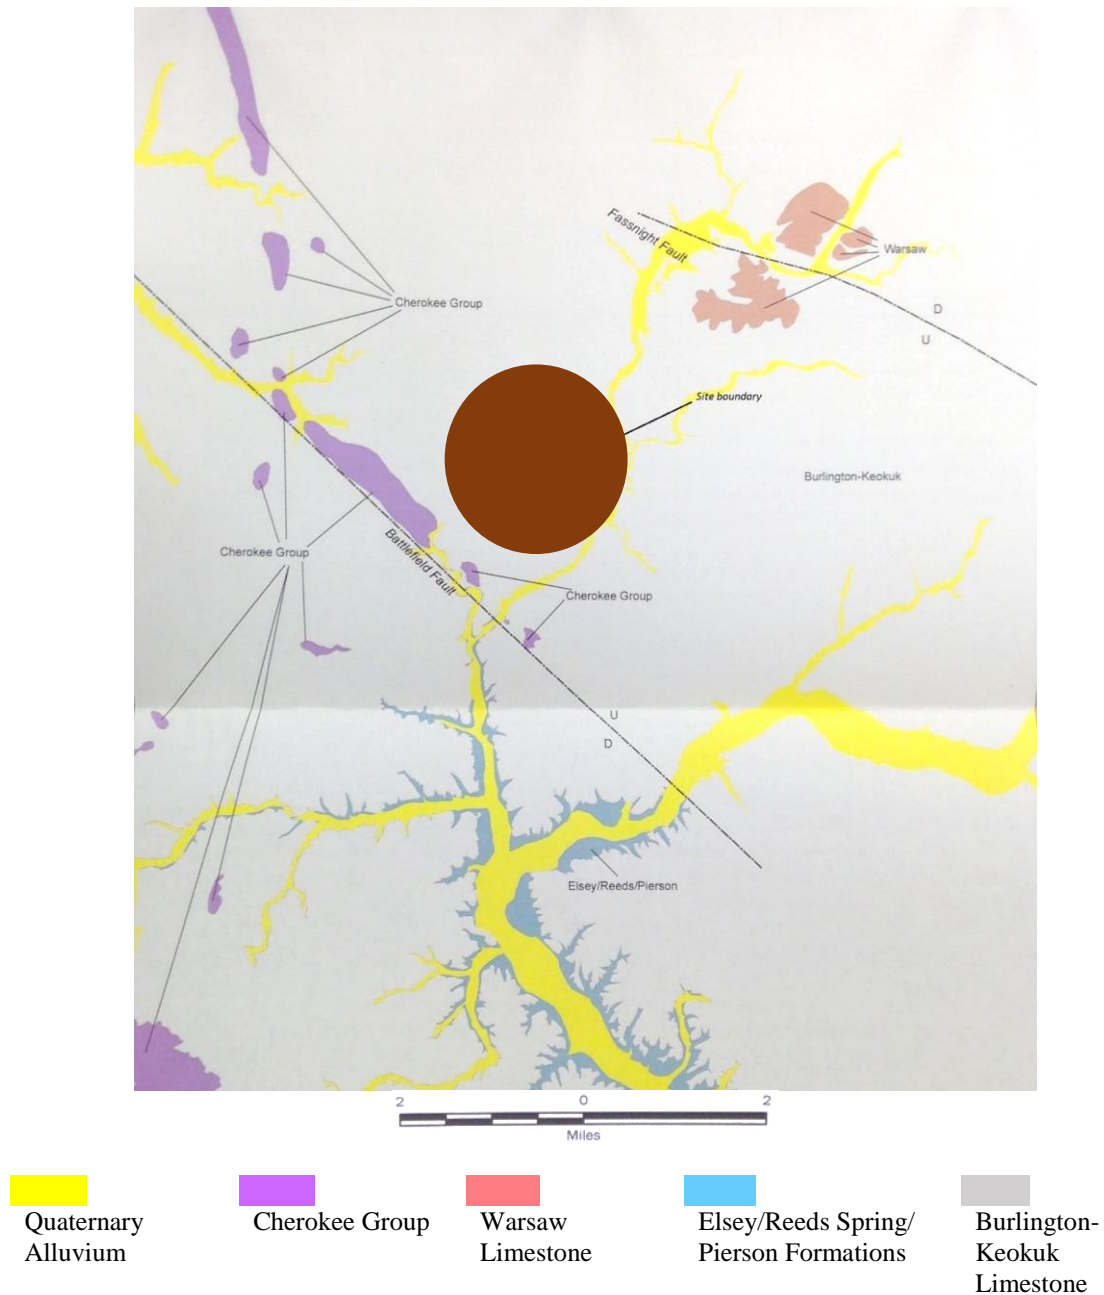 Fassnight Fault
Warsaw
Cherokee Group
D
U
Site boundary
Burlington-Keokuk
Cherokee Group
Battlefield Fault
Cherokee Group
U
D
Elsey/Reeds/Pierson
2 0 2
Miles
Quaternary
Alluvium
Cherokee Group
Warsaw
Limestone
Elsey/Reeds Spring/
Pierson Formations
Burlington-
Keokuk
Limestone